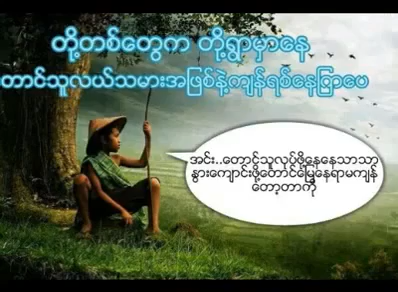 တို့တစ်တွေက တို့ရွာမှာနေ
တောင်သူလယ်သမားအဖြစ်နဲ့ကျန်ရစ်နေဟြာပေ
အင်း..တောင်သူလုပ်ဖို့နေနေသာသာ
နွားကျောင်းဖို့တောင်မြေနေရာမကျန်
တော့တာကို